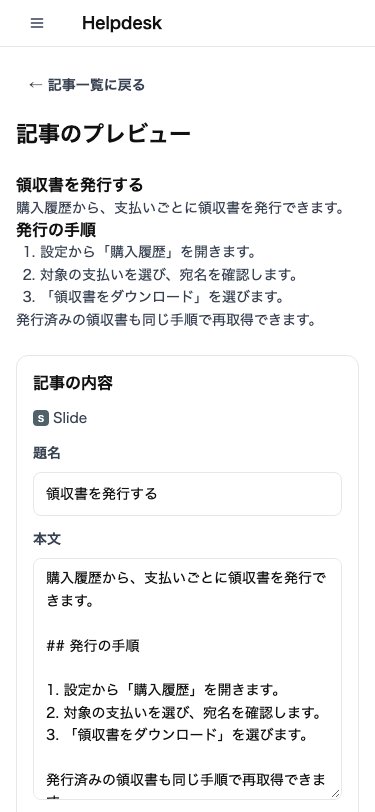 Helpdesk
← 記事一覧に戻る
記事のプレビュー
領収書を発行する
購入履歴から、支払いごとに領収書を発行できます。
発行の手順
1. 設定から「購入履歴」を開きます。
2. 対象の支払いを選び、宛名を確認します。
3. 「領収書をダウンロード」を選びます。
発行済みの領収書も同じ手順で再取得できます。
記事の内容
S Slide
題名
領収書を発行する
本文
購入履歴から、支払いごとに領収書を発行で
きます。
## 発行の手順
1. 設定から「購入履歴」を開きます。
2. 対象の支払いを選び、宛名を確認します。
3. 「領収書をダウンロード」を選びます。
発行済みの領収書も同じ手順で再取得できま